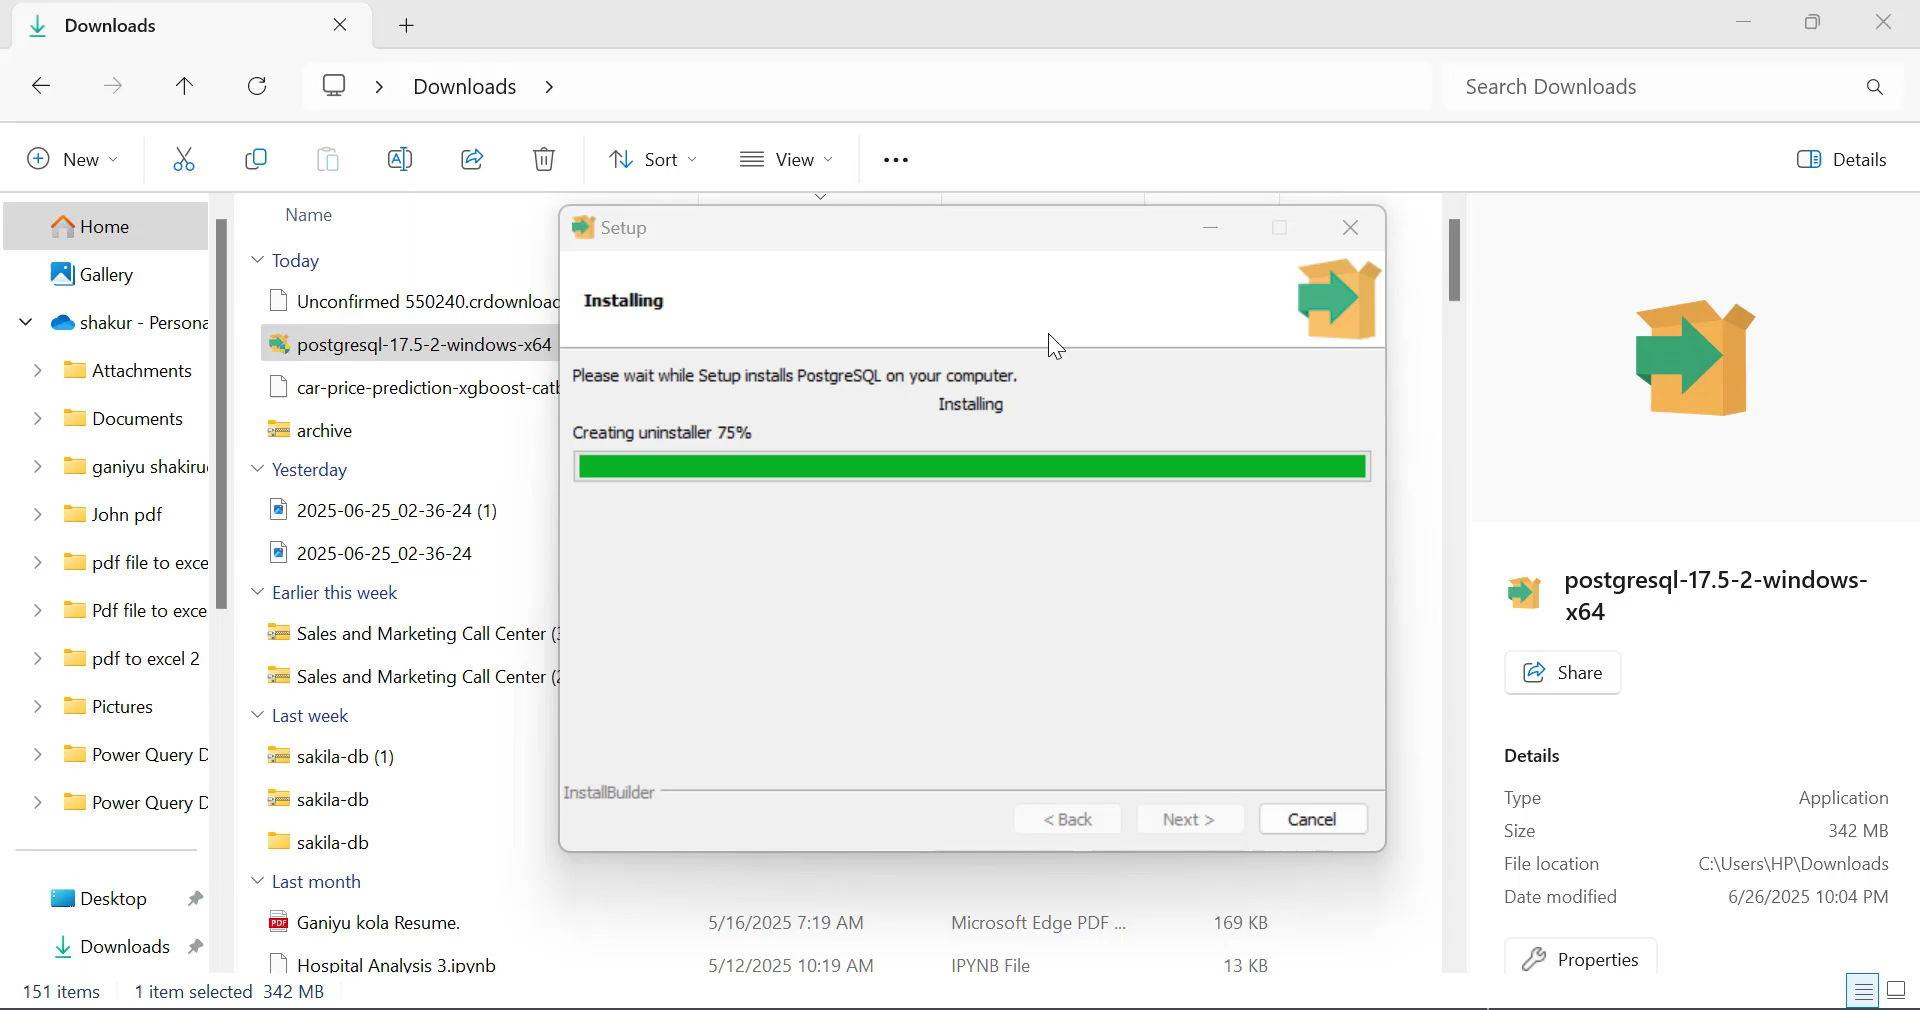 Downloads
Downloads
Search Downloads
New
Sort
View
Details
Home
Gallery
shakur - Persona
Attachments
Documents
ganiyu shakiru
John pdf
pdf file to exce
Pdf file to exce
pdf to excel 2
Pictures
Power Query D
Power Query D
Desktop
Downloads
Name
Today
Unconfirmed 550240.crdownload
postgresql-17.5-2-windows-x64
car-price-prediction-xgboost-catb
archive
Yesterday
2025-06-25_02-36-24 (1)
2025-06-25_02-36-24
Earlier this week
Sales and Marketing Call Center (3
Sales and Marketing Call Center (2
Last week
sakila-db (1)
sakila-db
sakila-db
Last month
Ganiyu kola Resume. 5/16/2025 7:19 AM Microsoft Edge PDF ... 169 KB
Hospital Analysis 3.ipynb 5/12/2025 10:19 AM IPYNB File 13 KB
Setup
Installing
Please wait while Setup installs PostgreSQL on your computer.
Installing
Creating uninstaller 75%
InstallBuilder
< Back Next > Cancel
postgresql-17.5-2-windows-
x64
Share
Details
Type Application
Size 342 MB
File location C:\Users\HP\Downloads
Date modified 6/26/2025 10:04 PM
Properties
151 items 1 item selected 342 MB